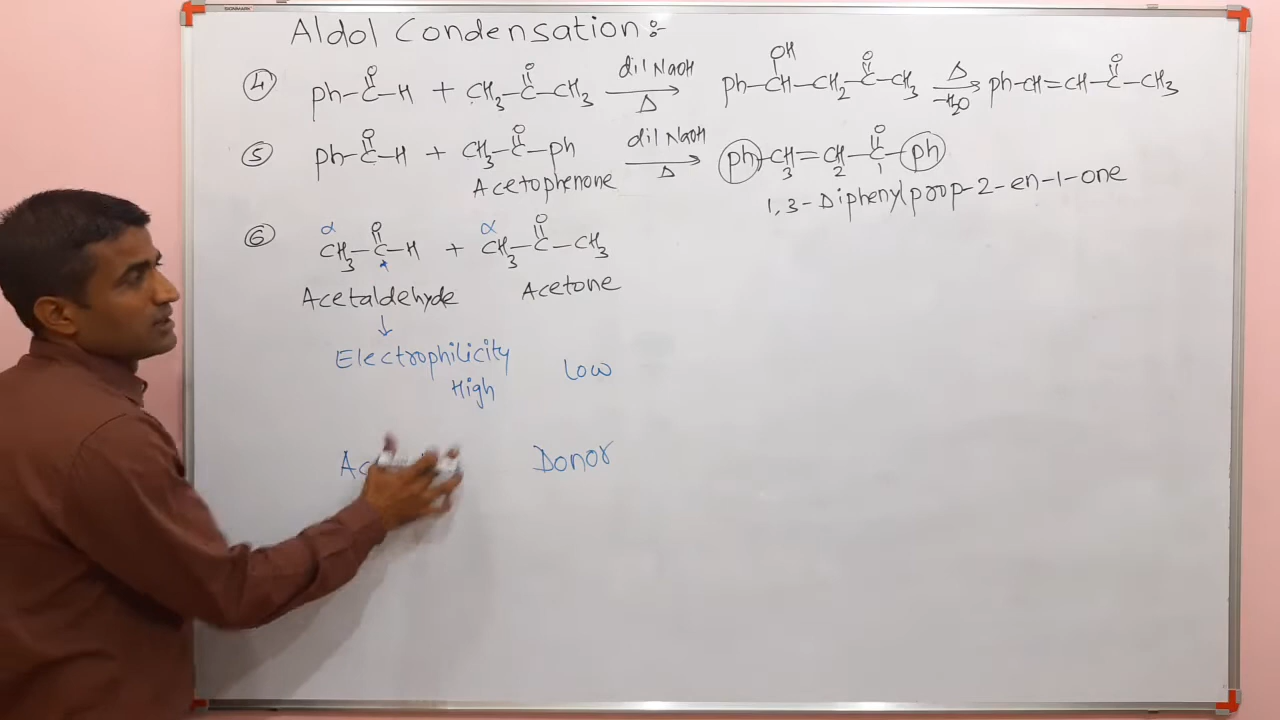 SIGNMARK
Aldol Condensation :-
4 ph-C(=O)-H + CH3-C(=O)-CH3 dil NaOH Δ ph-CH(OH)-CH2-C(=O)-CH3 Δ -H2O ph-CH=CH-C(=O)-CH3
5 ph-C(=O)-H + CH3-C(=O)-ph dil NaOH Δ ph-CH=CH-C(=O)-ph
3 2 1
Acetophenone
1,3-Diphenylprop-2-en-1-one
6 α CH3-C(=O)-H + α CH3-C(=O)-CH3
*
Acetaldehyde Acetone
↓
Electrophilicity
High Low
Donor